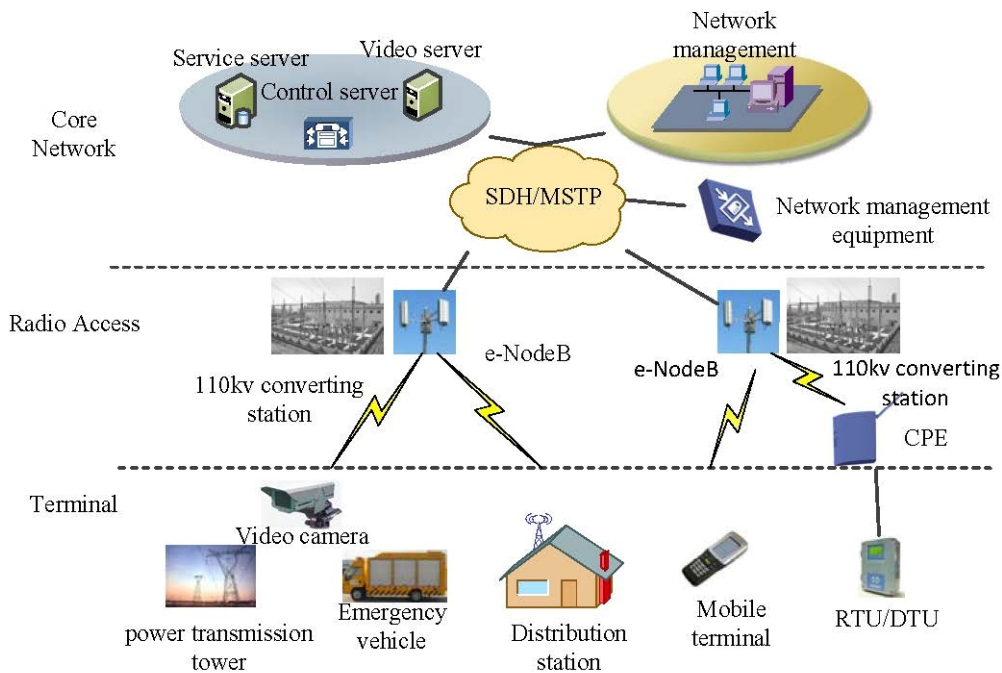 Network
management
Video server
Service server
Control server
Core
Network
SDH/MSTP
Network management
equipment
Radio Access
e-NodeB
110kv converting
station
e-NodeB
110kv converting
station
CPE
Terminal
Video camera
power transmission
tower
Emergency
vehicle
Distribution
station
Mobile
terminal
RTU/DTU